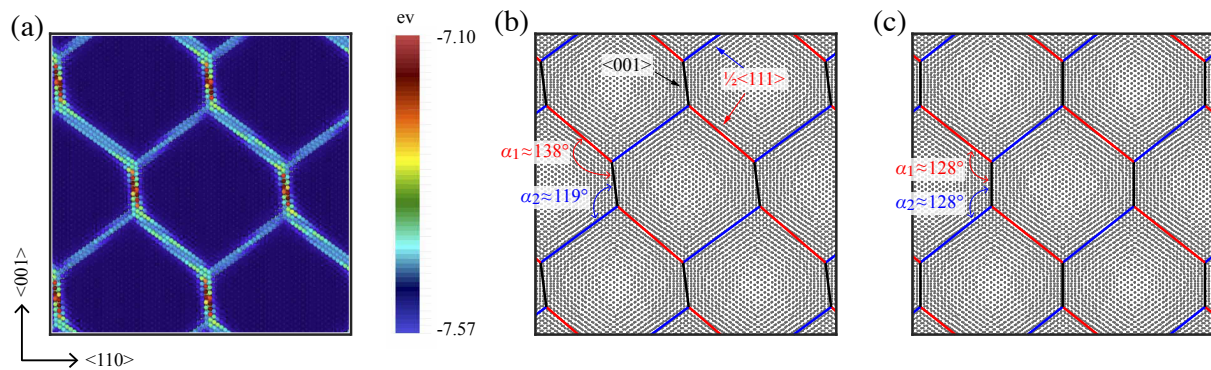 (a)
ev
-7.10
-7.57
<001>
<110>
(b)
<001>
½<111>
α1≈138°
α2≈119°
(c)
α1≈128°
α2≈128°